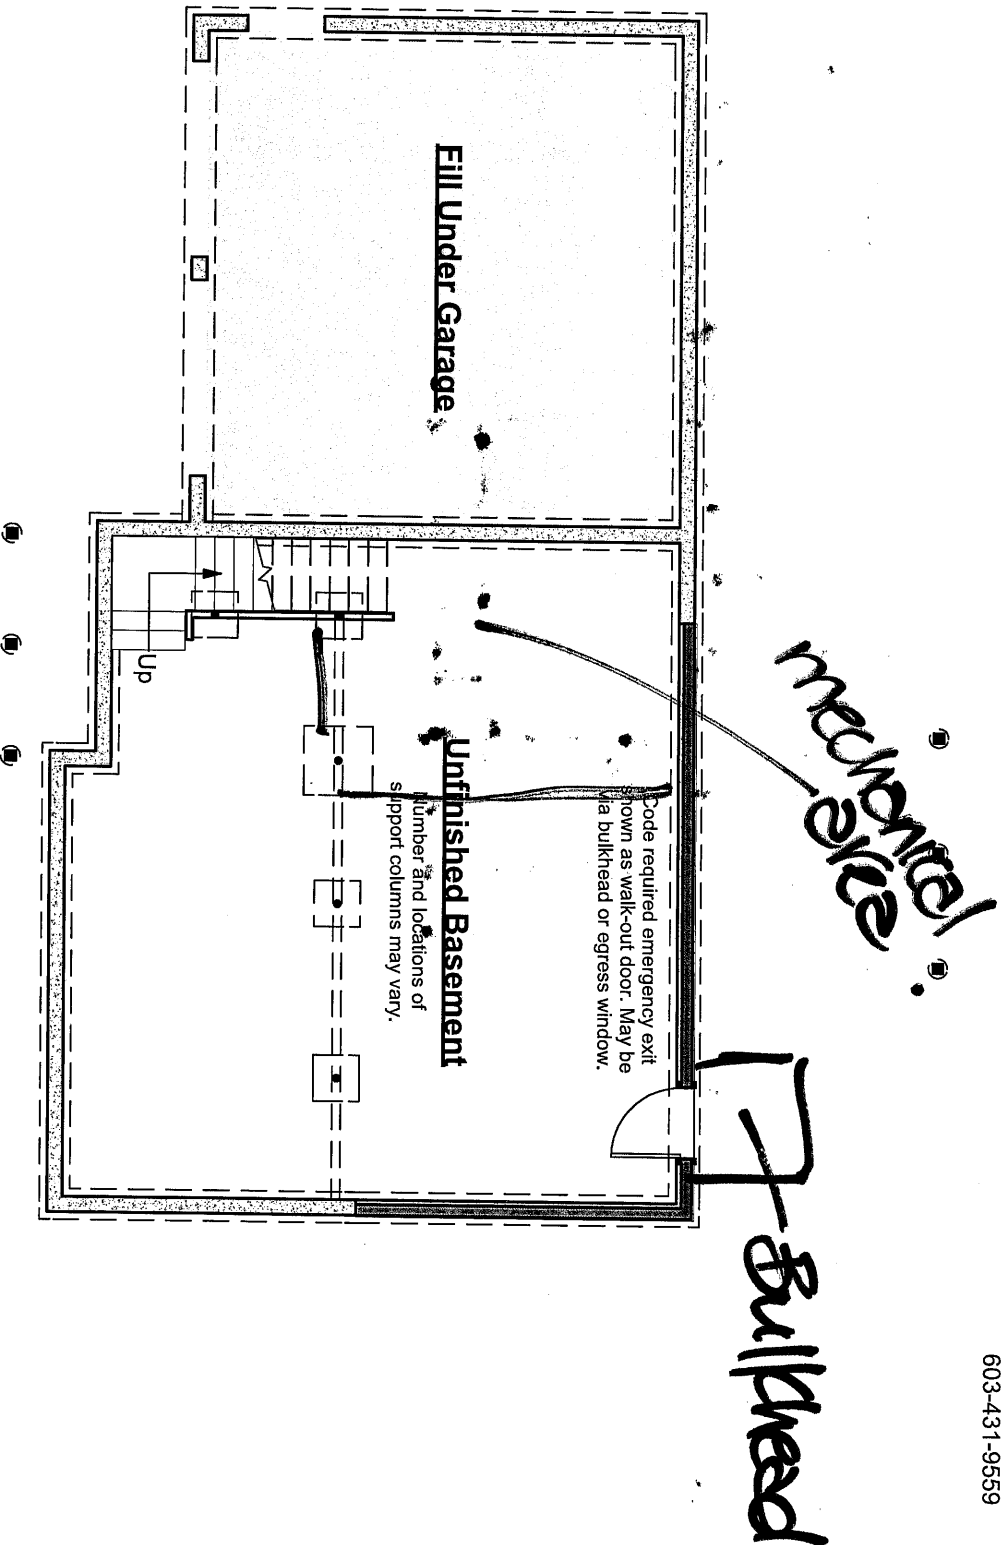 603-431-9559
mechanical
area
Bulkhead
Code required emergency exit
shown as walk-out door. May be
via bulkhead or egress window.
Fill Under Garage
Unfinished Basement
Number and locations of
support columns may vary.
Up